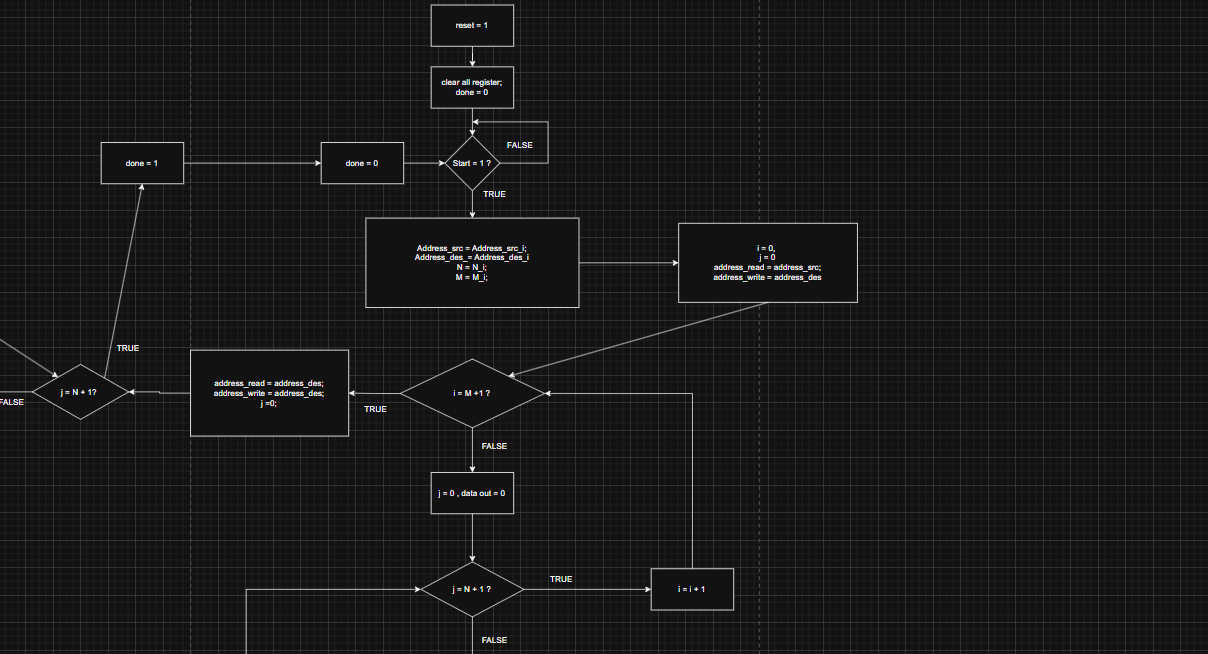 reset = 1
clear all register;
done = 0
FALSE
done = 1
done = 0
Start = 1 ?
TRUE
Address_src = Address_src_i;
Address_des_= Address_des_i
N = N_i;
M = M_i;
i = 0,
j = 0
address_read = address_src;
address_write = address_des
TRUE
j = N + 1?
FALSE
address_read = address_des;
address_write = address_des;
j =0;
TRUE
i = M +1 ?
FALSE
j = 0 , data out = 0
j = N + 1 ?
TRUE
i = i + 1
FALSE